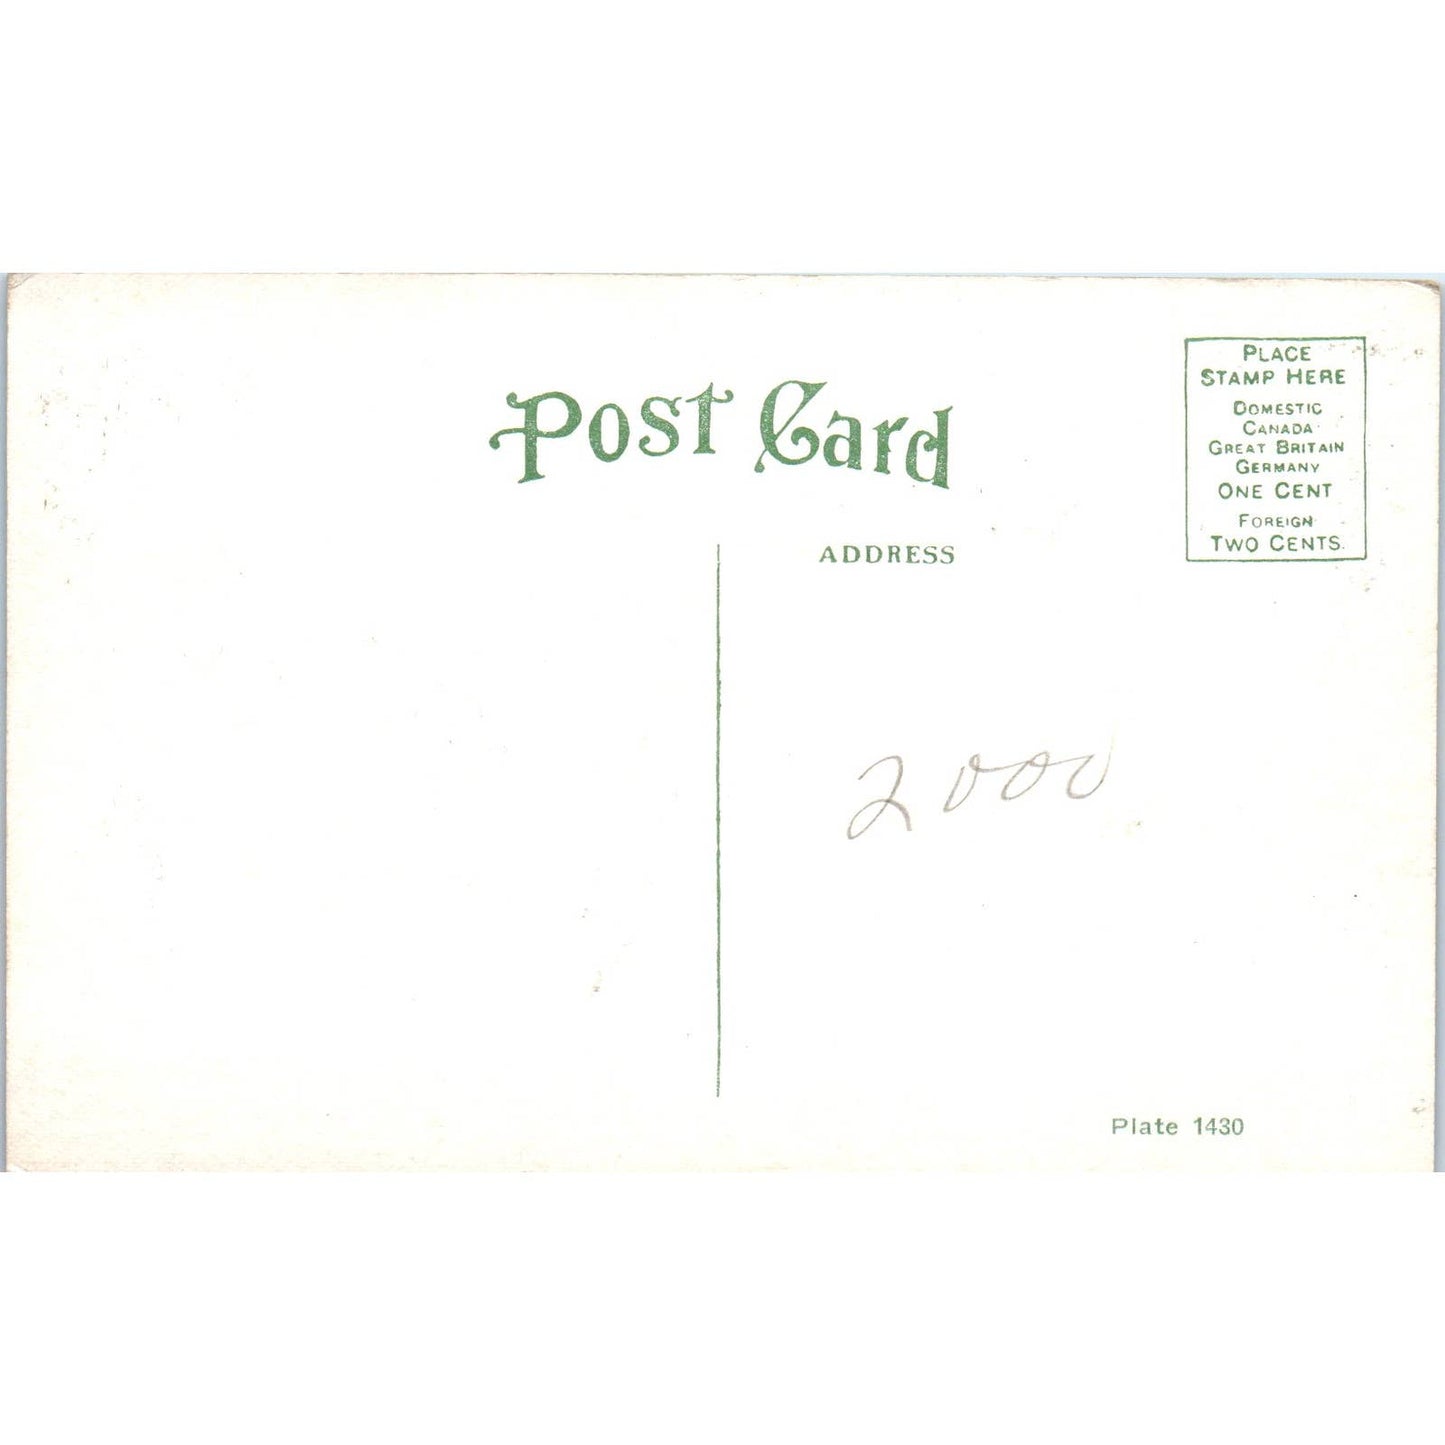 Post Card
PLACE
STAMP HERE
DOMESTIC
CANADA
GREAT BRITAIN
GERMANY
ONE CENT
FOREIGN
TWO CENTS.
ADDRESS
2000
Plate 1430